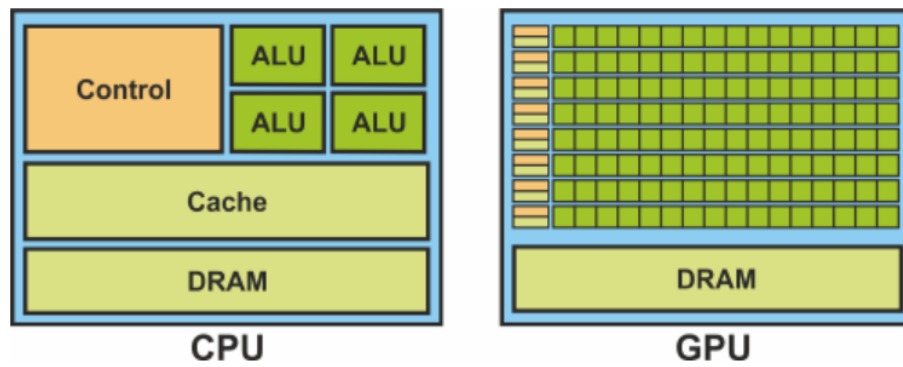 Control
ALU ALU
ALU ALU
Cache
DRAM
CPU
DRAM
GPU